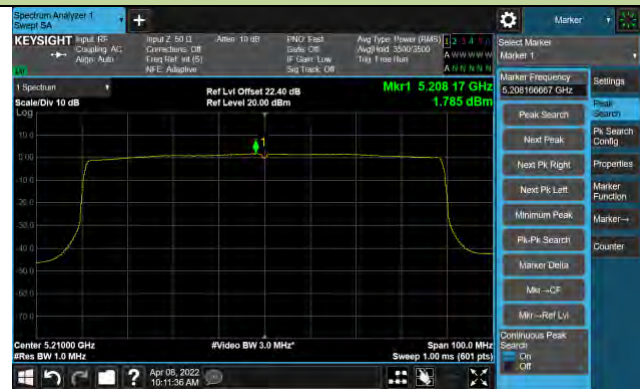 Spectrum Analyzer 1
Swept SA
+
Marker
KEYSIGHT Input: RF
Coupling: AC
Align: Auto
Input Z: 50 Ω
Corrections: Off
Freq Ref: Int (S)
NFE: Adaptive
Atten: 10 dB
PNO: Fast
Gate: Off
IF Gain: Low
Sig Track: Off
Avg Type: Power (RMS)
Avg|Hold: 3500/3500
Trig: Free Run
1 2 3 4 5 6
A W W W W W
A N N N N N
Select Marker
Marker 1
1 Spectrum
Scale/Div 10 dB
Log
Ref Lvl Offset 22.40 dB
Ref Level 20.00 dBm
Mkr1 5.208 17 GHz
1.785 dBm
10.0
0.00
-10.0
-20.0
-30.0
-40.0
-50.0
-60.0
-70.0
1
Center 5.21000 GHz
#Res BW 1.0 MHz
#Video BW 3.0 MHz*
Span 100.0 MHz
Sweep 1.00 ms (601 pts)
Marker Frequency
5.208166667 GHz
Peak Search
Next Peak
Next Pk Right
Next Pk Left
Minimum Peak
Pk-Pk Search
Marker Delta
Mkr→CF
Mkr→Ref Lvl
Continuous Peak
Search
On
Off
Settings
Peak
Search
Pk Search
Config
Properties
Marker
Function
Marker→
Counter
?
Apr 08, 2022
10:11:36 AM